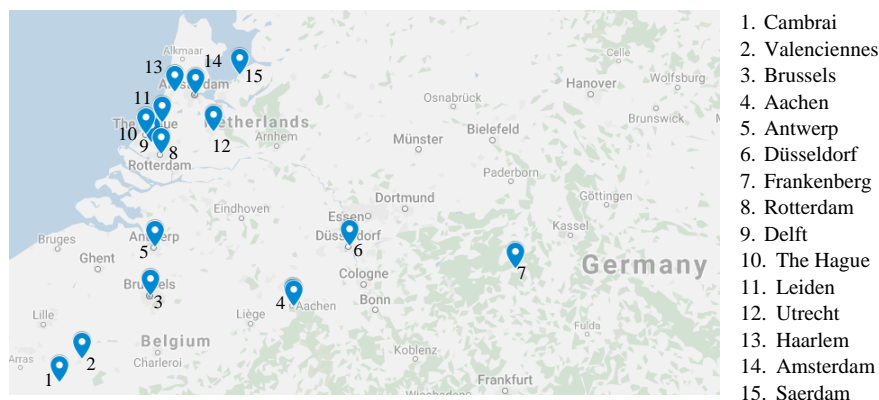 Alkmaar
13
14
Amsterdam
15
11
The Hague
Netherlands
10
9
8
12
Arnhem
Rotterdam
Celle
Hanover
Wolfsburg
Osnabrück
Brunswick
Münster
Bielefeld
Paderborn
Göttingen
Dortmund
Eindhoven
Essen
Kassel
Bruges
Antwerp
5
Düsseldorf
6
Ghent
7
Germany
Cologne
Brussels
3
4
Aachen
Bonn
Lille
Liège
Fulda
Belgium
2
Arras
Charleroi
Koblenz
1
Frankfurt
Wiesbaden
1. Cambrai
2. Valenciennes
3. Brussels
4. Aachen
5. Antwerp
6. Düsseldorf
7. Frankenberg
8. Rotterdam
9. Delft
10. The Hague
11. Leiden
12. Utrecht
13. Haarlem
14. Amsterdam
15. Saerdam